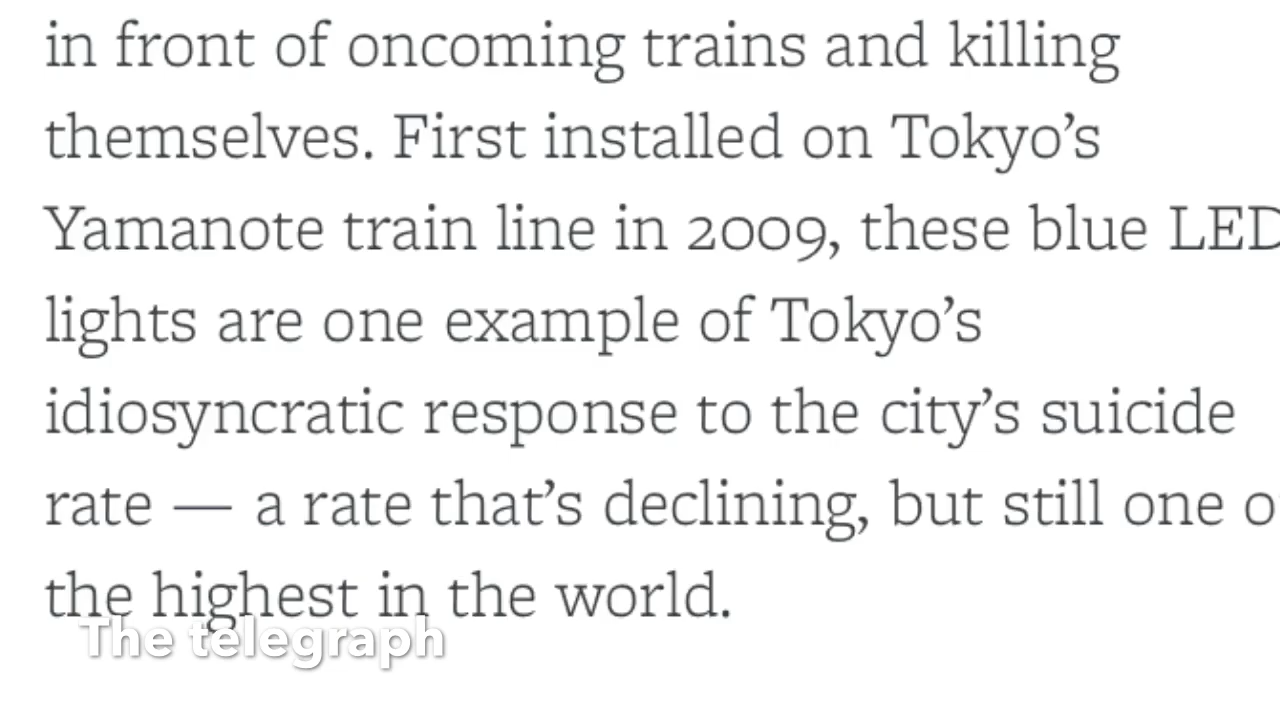 in front of oncoming trains and killing
themselves. First installed on Tokyo’s
Yamanote train line in 2009, these blue LED
lights are one example of Tokyo’s
idiosyncratic response to the city’s suicide
rate — a rate that’s declining, but still one o
the highest in the world.
The telegraph